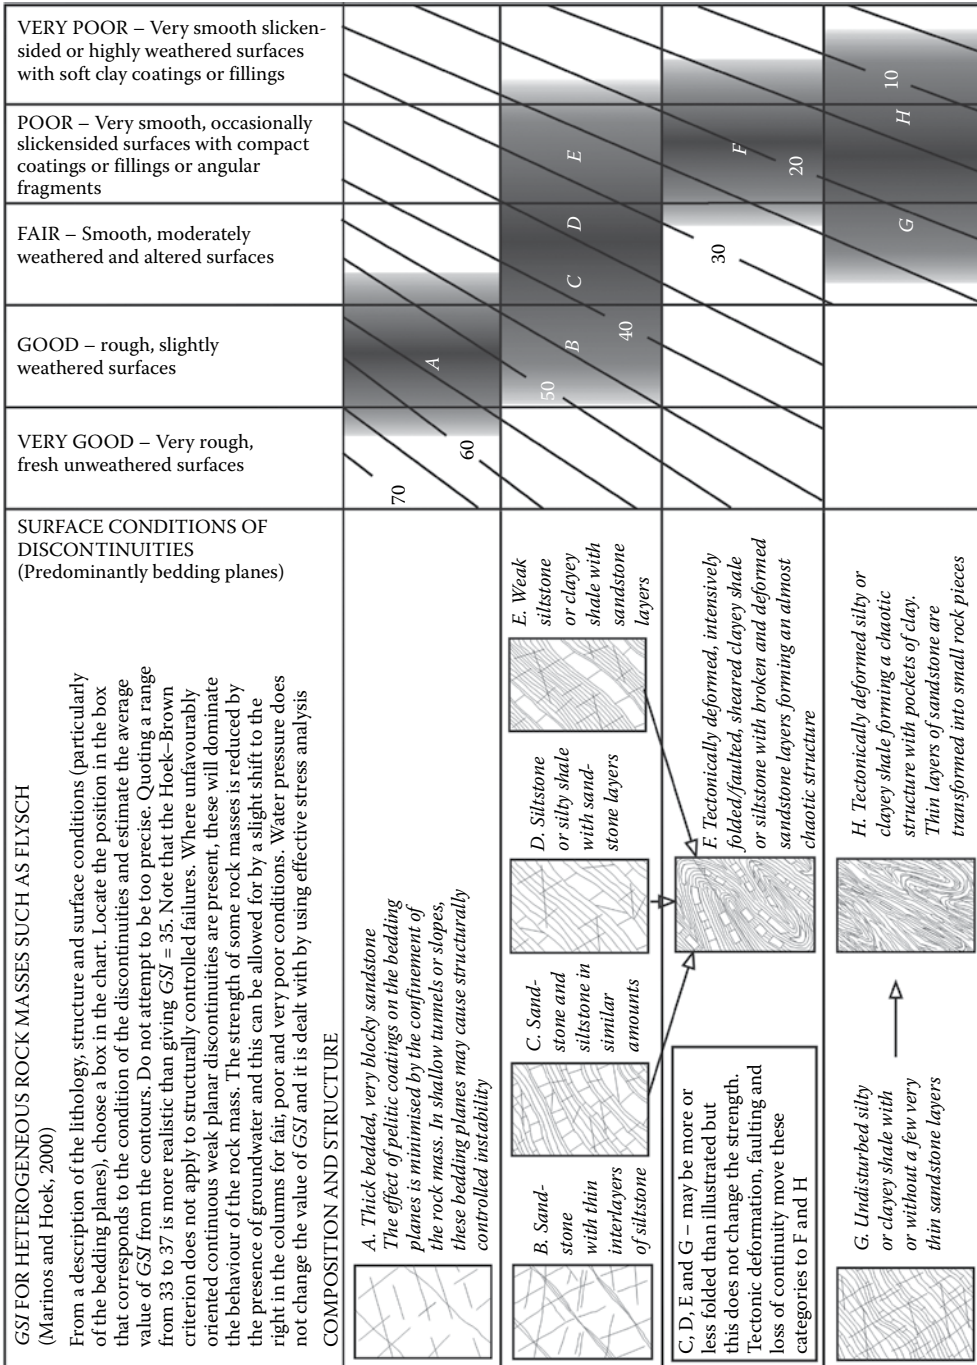 GSI FOR HETEROGENEOUS ROCK MASSES SUCH AS FLYSCH
(Marinos and Hoek, 2000)
From a description of the lithology, structure and surface conditions (particularly
of the bedding planes), choose a box in the chart. Locate the position in the box
that corresponds to the condition of the discontinuities and estimate the average
value of GSI from the contours. Do not attempt to be too precise. Quoting a range
from 33 to 37 is more realistic than giving GSI = 35. Note that the Hoek–Brown
criterion does not apply to structurally controlled failures. Where unfavourably
oriented continuous weak planar discontinuities are present, these will dominate
the behaviour of the rock mass. The strength of some rock masses is reduced by
the presence of groundwater and this can be allowed for by a slight shift to the
right in the columns for fair, poor and very poor conditions. Water pressure does
not change the value of GSI and it is dealt with by using effective stress analysis
COMPOSITION AND STRUCTURE
SURFACE CONDITIONS OF
DISCONTINUITIES
(Predominantly bedding planes)
VERY GOOD – Very rough,
fresh unweathered surfaces
GOOD – rough, slightly
weathered surfaces
FAIR – Smooth, moderately
weathered and altered surfaces
POOR – Very smooth, occasionally
slickensided surfaces with compact
coatings or fillings or angular
fragments
VERY POOR – Very smooth slicken-
sided or highly weathered surfaces
with soft clay coatings or fillings
A. Thick bedded, very blocky sandstone
The effect of pelitic coatings on the bedding
planes is minimised by the confinement of
the rock mass. In shallow tunnels or slopes,
these bedding planes may cause structurally
controlled instability
70
60
A
B. Sand-
stone
with thin
interlayers
of siltstone
C. Sand-
stone and
siltstone in
similar
amounts
D. Siltstone
or silty shale
with sand-
stone layers
E. Weak
siltstone
or clayey
shale with
sandstone
layers
50
B
40
C
D
E
C, D, E and G – may be more or
less folded than illustrated but
this does not change the strength.
Tectonic deformation, faulting and
loss of continuity move these
categories to F and H
F. Tectonically deformed, intensively
folded/faulted, sheared clayey shale
or siltstone with broken and deformed
sandstone layers forming an almost
chaotic structure
30
F
20
G. Undisturbed silty
or clayey shale with
or without a few very
thin sandstone layers
H. Tectonically deformed silty or
clayey shale forming a chaotic
structure with pockets of clay.
Thin layers of sandstone are
transformed into small rock pieces
G
H
10